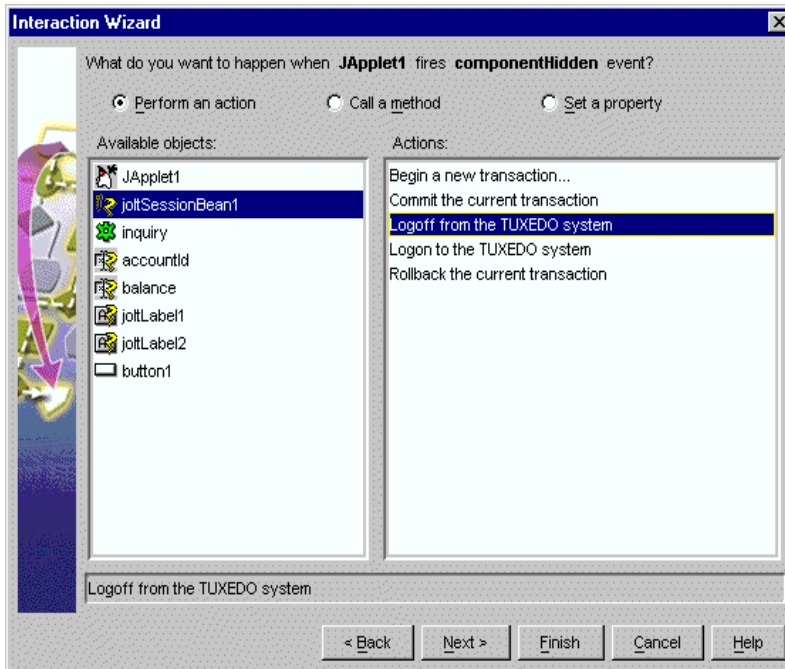 Interaction Wizard
What do you want to happen when JApplet1 fires componentHidden event?
Perform an action
Call a method
Set a property
Available objects:
Actions:
JApplet1
joltSessionBean1
inquiry
accountId
balance
joltLabel1
joltLabel2
button1
Begin a new transaction...
Commit the current transaction
Logoff from the TUXEDO system
Logon to the TUXEDO system
Rollback the current transaction
Logoff from the TUXEDO system
< Back
Next >
Finish
Cancel
Help